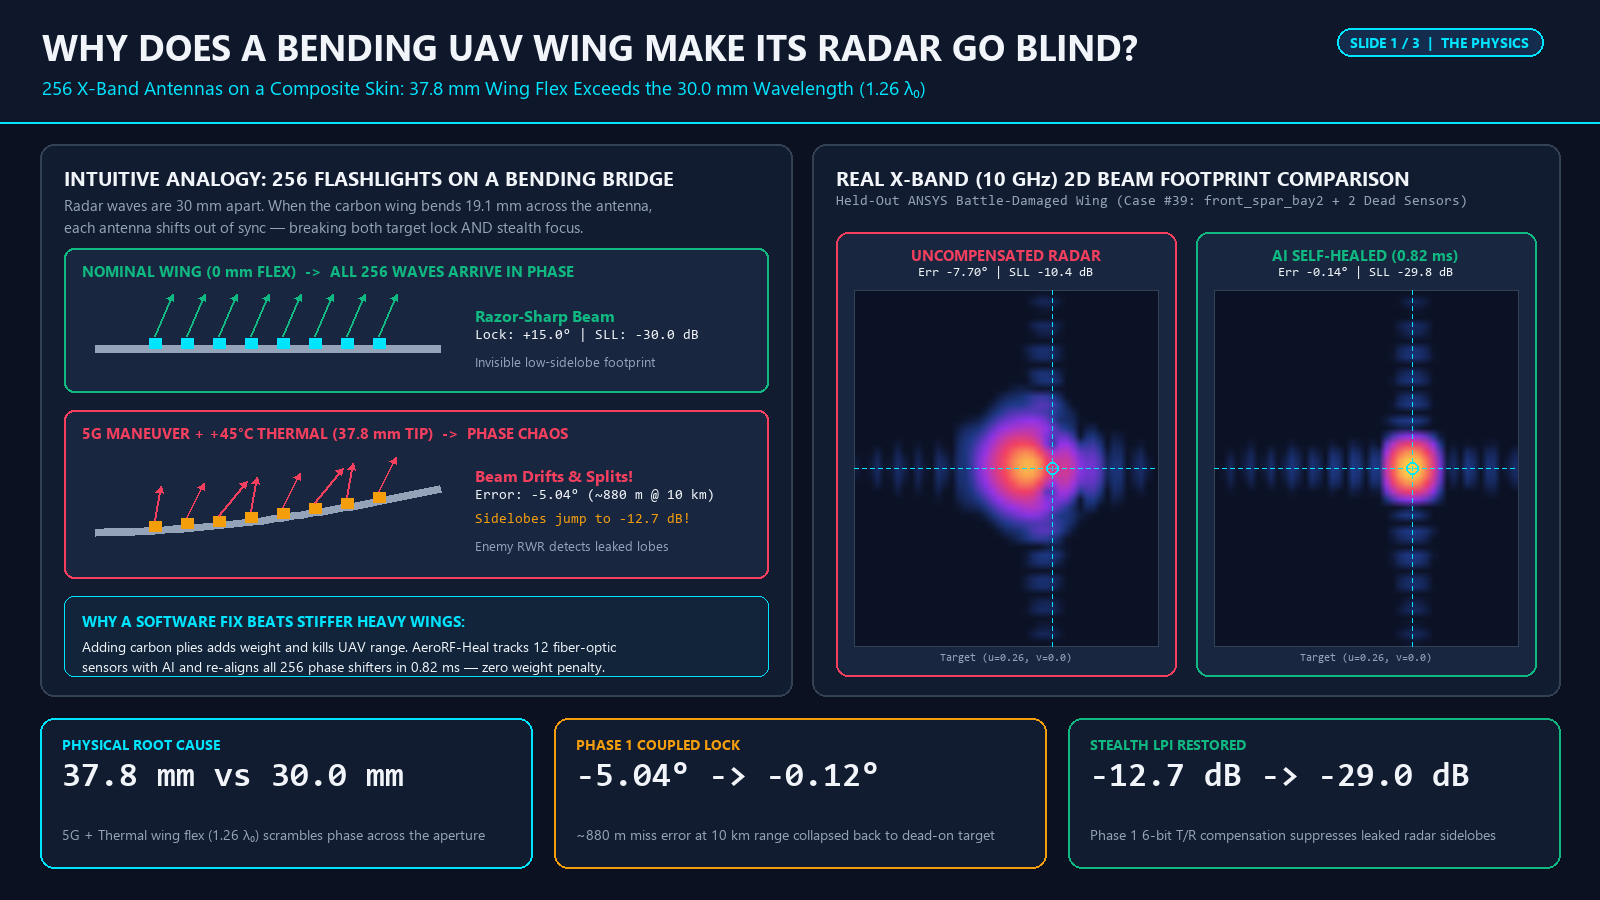 WHY DOES A BENDING UAV WING MAKE ITS RADAR GO BLIND?
SLIDE 1 / 3 | THE PHYSICS
256 X-Band Antennas on a Composite Skin: 37.8 mm Wing Flex Exceeds the 30.0 mm Wavelength (1.26 λ₀)
INTUITIVE ANALOGY: 256 FLASHLIGHTS ON A BENDING BRIDGE
Radar waves are 30 mm apart. When the carbon wing bends 19.1 mm across the antenna,
each antenna shifts out of sync — breaking both target lock AND stealth focus.
NOMINAL WING (0 mm FLEX) -> ALL 256 WAVES ARRIVE IN PHASE
Razor-Sharp Beam
Lock: +15.0° | SLL: -30.0 dB
Invisible low-sidelobe footprint
5G MANEUVER + +45°C THERMAL (37.8 mm TIP) -> PHASE CHAOS
Beam Drifts & Splits!
Error: -5.04° (~880 m @ 10 km)
Sidelobes jump to -12.7 dB!
Enemy RWR detects leaked lobes
WHY A SOFTWARE FIX BEATS STIFFER HEAVY WINGS:
Adding carbon plies adds weight and kills UAV range. AeroRF-Heal tracks 12 fiber-optic
sensors with AI and re-aligns all 256 phase shifters in 0.82 ms — zero weight penalty.
REAL X-BAND (10 GHz) 2D BEAM FOOTPRINT COMPARISON
Held-Out ANSYS Battle-Damaged Wing (Case #39: front_spar_bay2 + 2 Dead Sensors)
UNCOMPENSATED RADAR
Err -7.70° | SLL -10.4 dB
Target (u=0.26, v=0.0)
AI SELF-HEALED (0.82 ms)
Err -0.14° | SLL -29.8 dB
Target (u=0.26, v=0.0)
PHYSICAL ROOT CAUSE
37.8 mm vs 30.0 mm
5G + Thermal wing flex (1.26 λ₀) scrambles phase across the aperture
PHASE 1 COUPLED LOCK
-5.04° -> -0.12°
~880 m miss error at 10 km range collapsed back to dead-on target
STEALTH LPI RESTORED
-12.7 dB -> -29.0 dB
Phase 1 6-bit T/R compensation suppresses leaked radar sidelobes